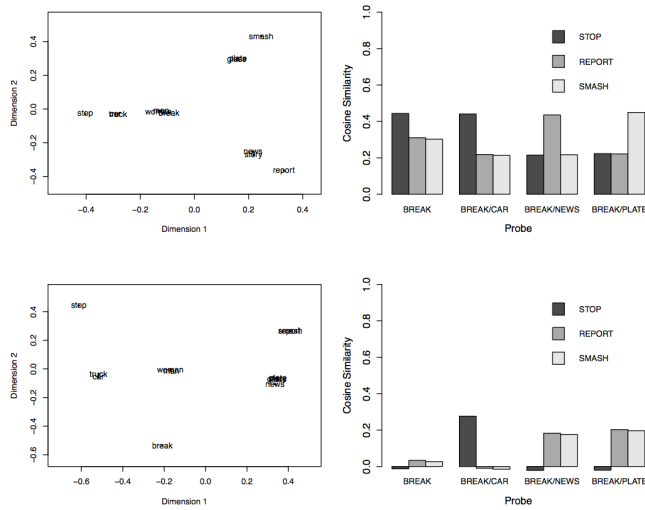 smash
plate
stop
truck
woman
break
news
story
report
Dimension 2
0.4
0.2
0.0
−0.2
−0.4
−0.4
−0.2
0.0
0.2
0.4
Dimension 1
STOP
REPORT
SMASH
Cosine Similarity
1.0
0.8
0.6
0.4
0.2
0.0
BREAK
BREAK/CAR
BREAK/NEWS
BREAK/PLATE
Probe
stop
truck
car
woman
man
plate
news
break
Dimension 2
0.4
0.2
0.0
−0.2
−0.4
−0.6
−0.6
−0.4
−0.2
0.0
0.2
0.4
Dimension 1
STOP
REPORT
SMASH
Cosine Similarity
1.0
0.8
0.6
0.4
0.2
0.0
BREAK
BREAK/CAR
BREAK/NEWS
BREAK/PLATE
Probe